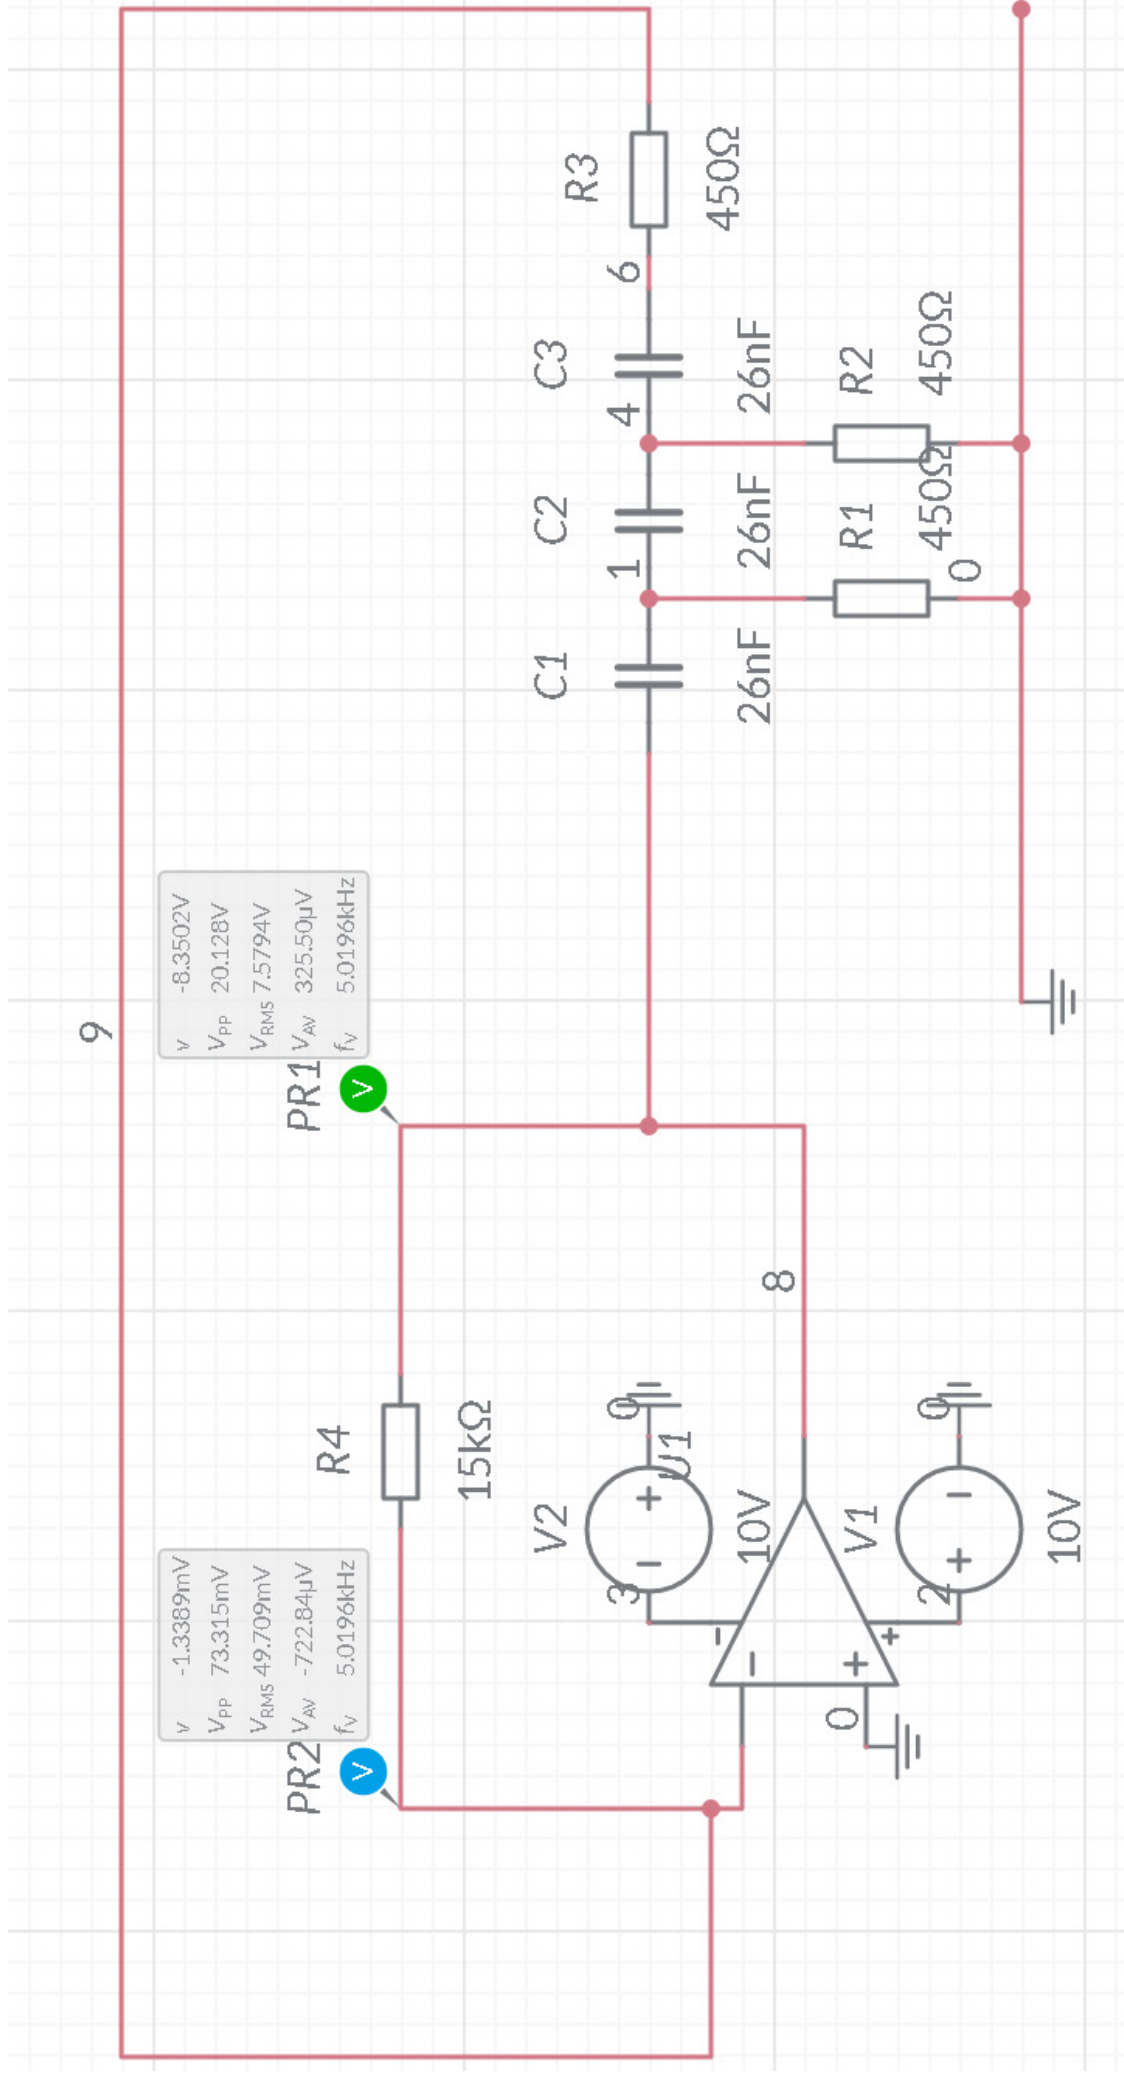 9
R3
450Ω
6
C3
26nF
4
R2
450Ω
C2
26nF
1
R1
450Ω
0
C1
26nF
PR1
V
v -8.3502V
VPP 20.128V
VRMS 7.5794V
VAV 325.50µV
fV 5.0196kHz
8
R4
15kΩ
PR2
V
v -1.3389mV
VPP 73.315mV
VRMS 49.709mV
VAV -722.84µV
fV 5.0196kHz
V2
10V
3
0
+
−
U1
V1
10V
2
0
−
+
−
+
−
+
0